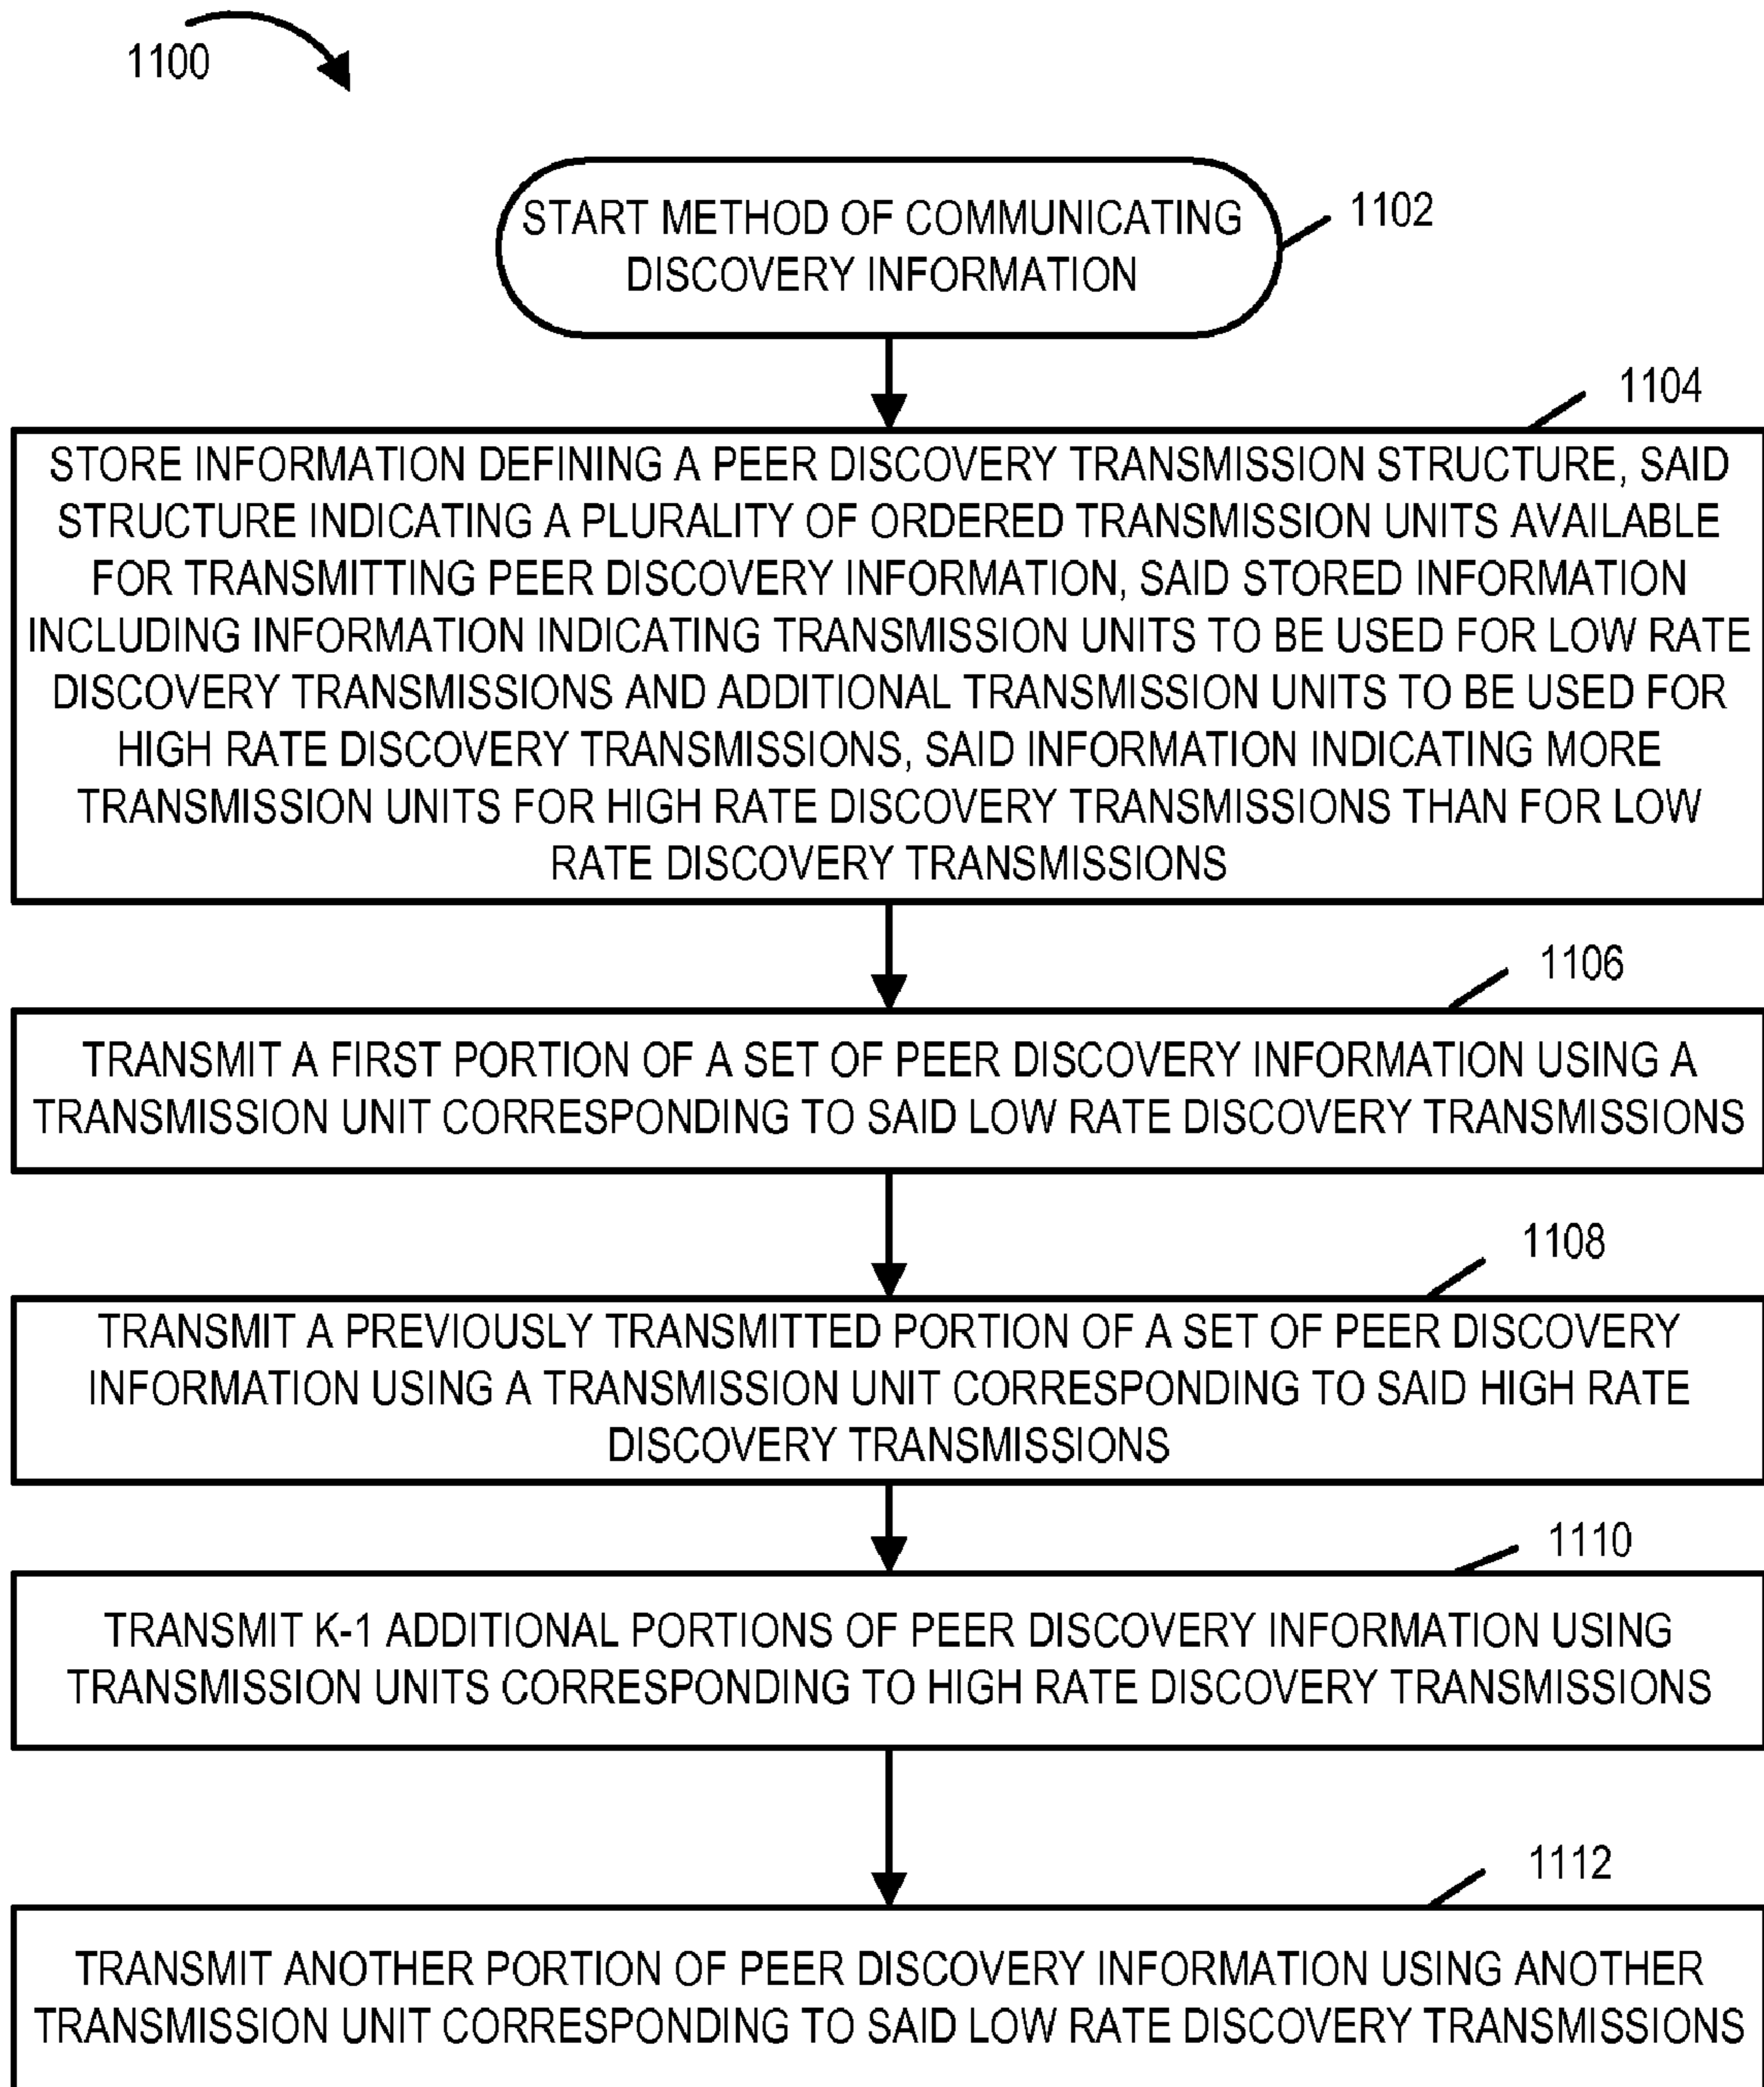 1100
START METHOD OF COMMUNICATING
DISCOVERY INFORMATION
1102
1104
STORE INFORMATION DEFINING A PEER DISCOVERY TRANSMISSION STRUCTURE, SAID
STRUCTURE INDICATING A PLURALITY OF ORDERED TRANSMISSION UNITS AVAILABLE
FOR TRANSMITTING PEER DISCOVERY INFORMATION, SAID STORED INFORMATION
INCLUDING INFORMATION INDICATING TRANSMISSION UNITS TO BE USED FOR LOW RATE
DISCOVERY TRANSMISSIONS AND ADDITIONAL TRANSMISSION UNITS TO BE USED FOR
HIGH RATE DISCOVERY TRANSMISSIONS, SAID INFORMATION INDICATING MORE
TRANSMISSION UNITS FOR HIGH RATE DISCOVERY TRANSMISSIONS THAN FOR LOW
RATE DISCOVERY TRANSMISSIONS
1106
TRANSMIT A FIRST PORTION OF A SET OF PEER DISCOVERY INFORMATION USING A
TRANSMISSION UNIT CORRESPONDING TO SAID LOW RATE DISCOVERY TRANSMISSIONS
1108
TRANSMIT A PREVIOUSLY TRANSMITTED PORTION OF A SET OF PEER DISCOVERY
INFORMATION USING A TRANSMISSION UNIT CORRESPONDING TO SAID HIGH RATE
DISCOVERY TRANSMISSIONS
1110
TRANSMIT K-1 ADDITIONAL PORTIONS OF PEER DISCOVERY INFORMATION USING
TRANSMISSION UNITS CORRESPONDING TO HIGH RATE DISCOVERY TRANSMISSIONS
1112
TRANSMIT ANOTHER PORTION OF PEER DISCOVERY INFORMATION USING ANOTHER
TRANSMISSION UNIT CORRESPONDING TO SAID LOW RATE DISCOVERY TRANSMISSIONS